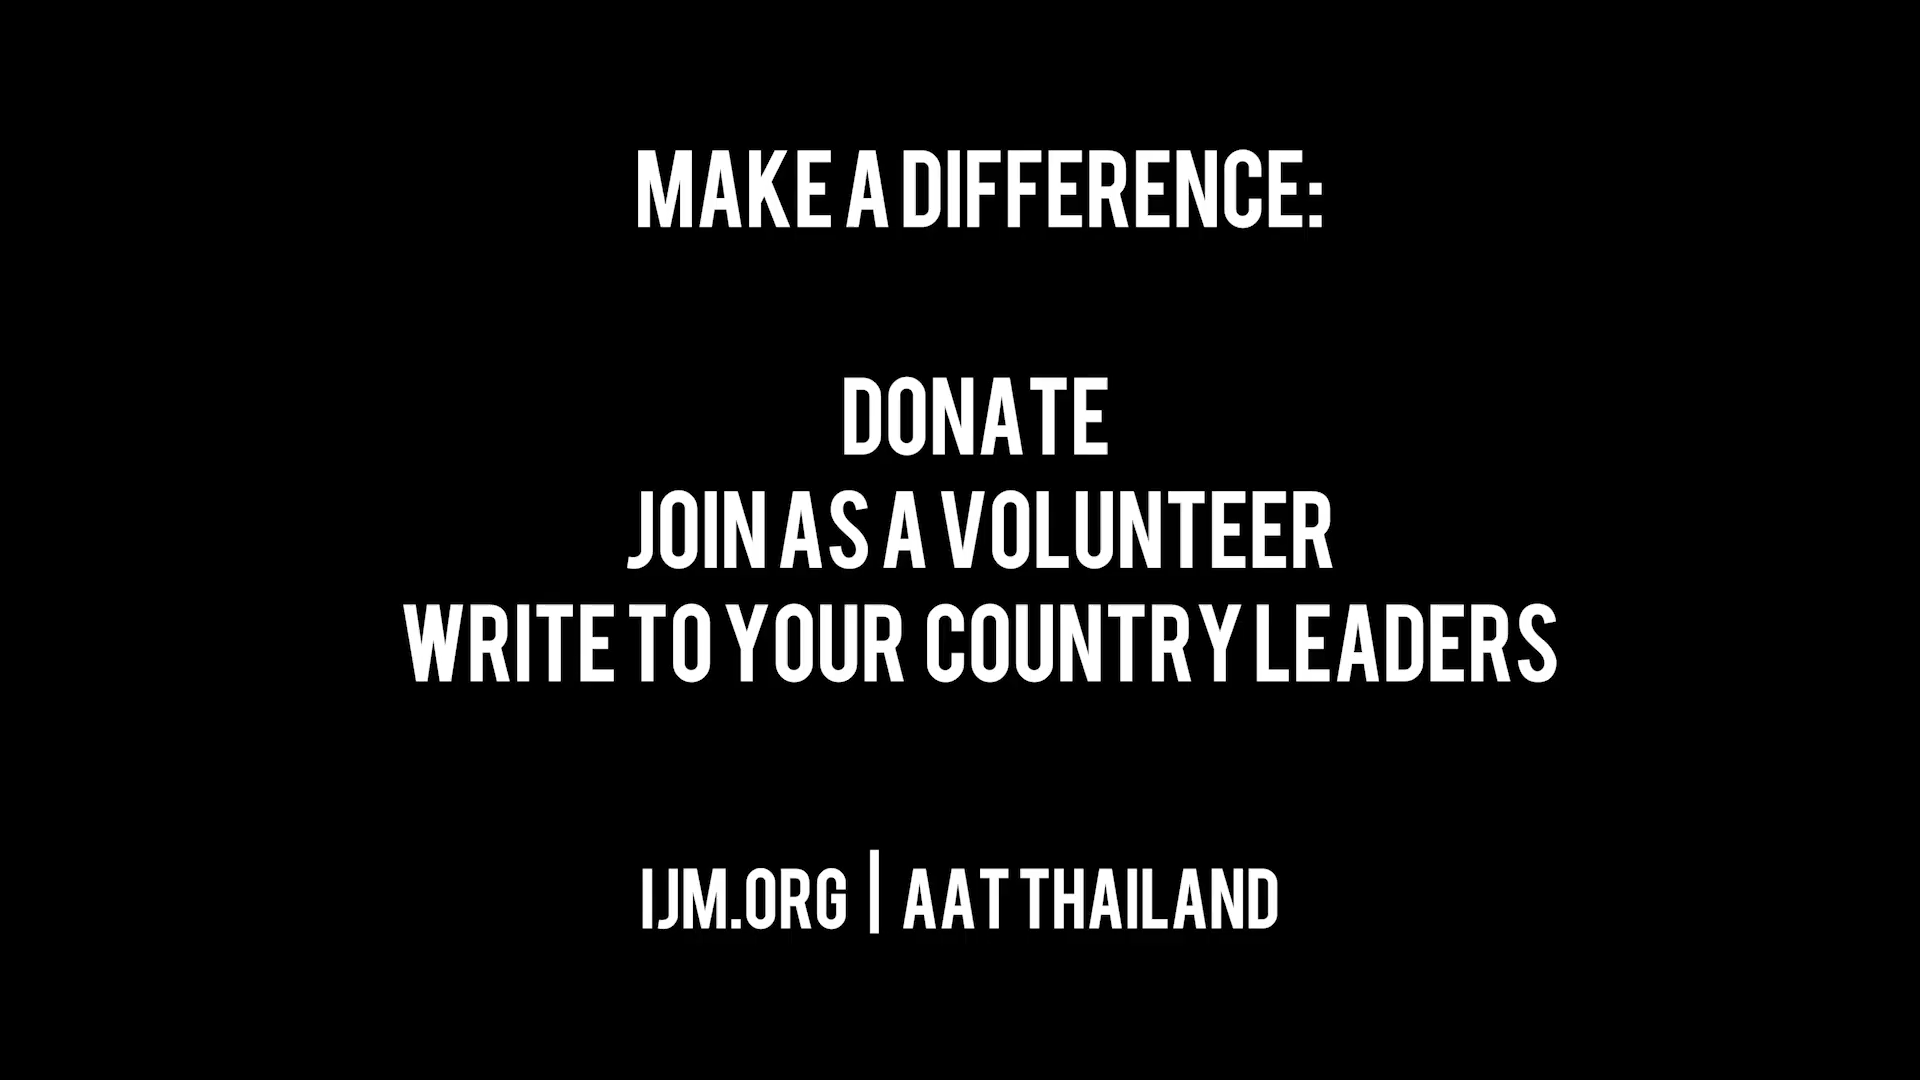 MAKE A DIFFERENCE:
DONATE
JOIN AS A VOLUNTEER
WRITE TO YOUR COUNTRY LEADERS
IJM.ORG | AAT THAILAND